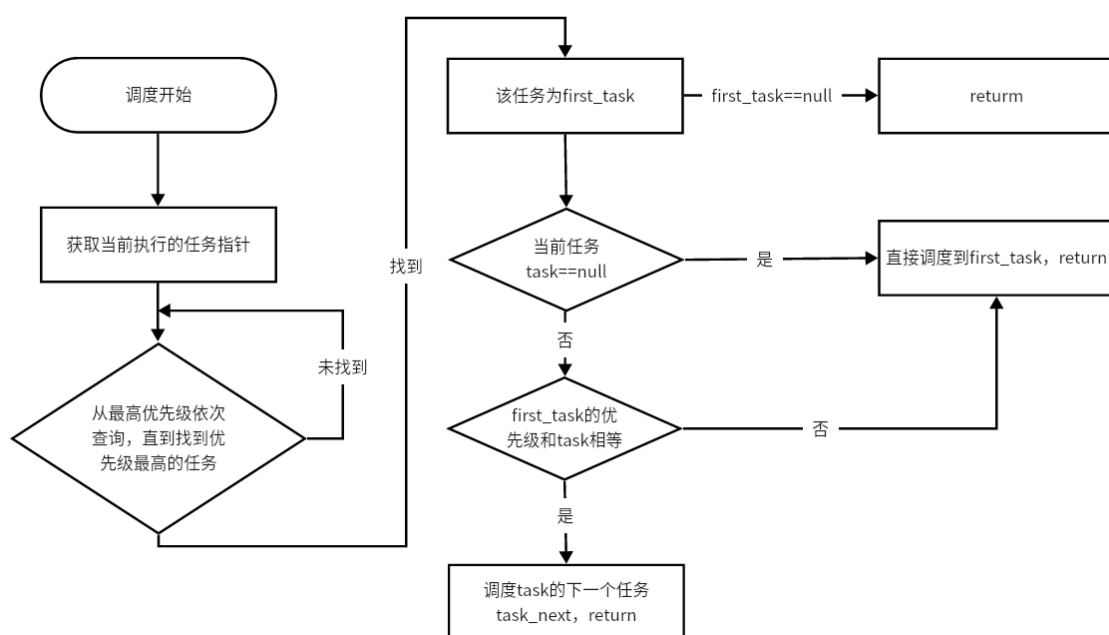 调度开始
获取当前执行的任务指针
未找到
从最高优先级依次
查询，直到找到优
先级最高的任务
找到
该任务为first_task
first_task==null
returm
当前任务
task==null
是
直接调度到first_task，return
否
first_task的优
先级和task相等
否
是
调度task的下一个任务
task_next，return